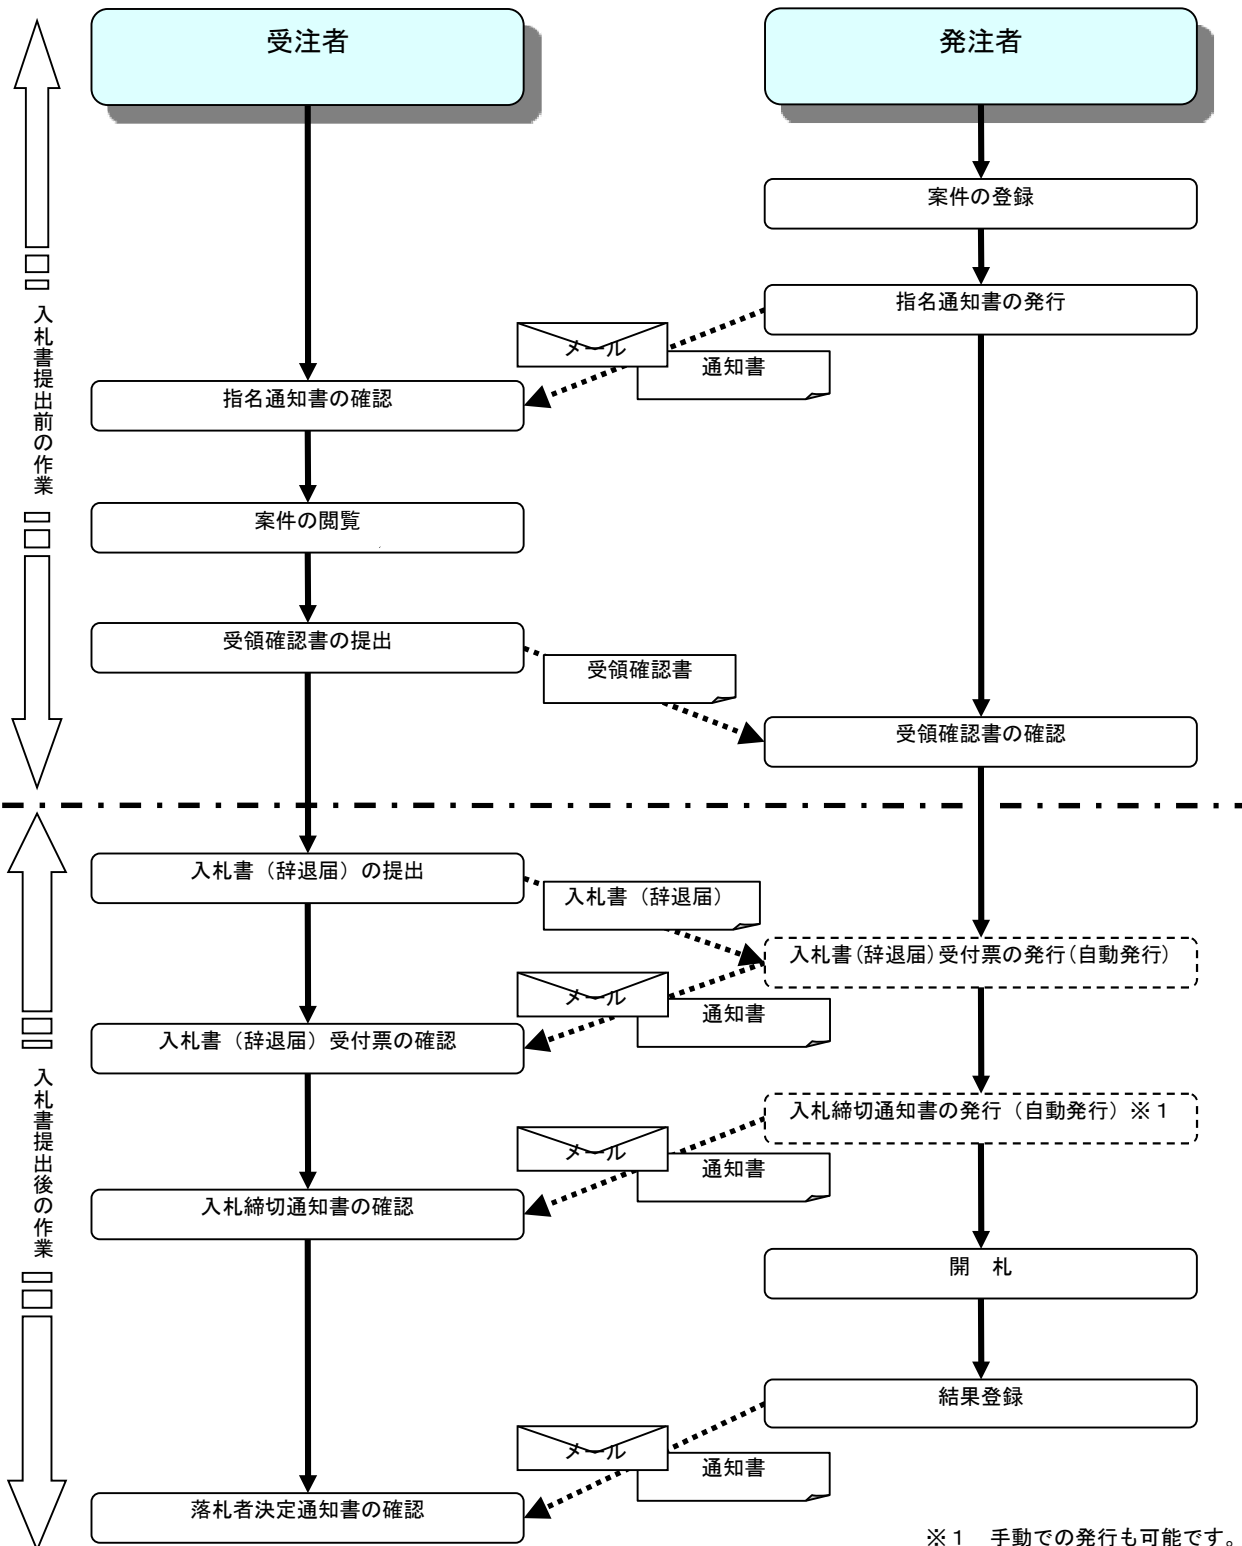 受注者
発注者
案件の登録
指名通知書の発行
メール
通知書
指名通知書の確認
入札書提出前の作業
案件の閲覧
受領確認書の提出
受領確認書
受領確認書の確認
入札書（辞退届）の提出
入札書（辞退届）
入札書(辞退届)受付票の発行(自動発行)
メール
通知書
入札書（辞退届）受付票の確認
入札書提出後の作業
入札締切通知書の発行（自動発行）※１
メール
通知書
入札締切通知書の確認
開　札
結果登録
メール
通知書
落札者決定通知書の確認
※１　手動での発行も可能です。